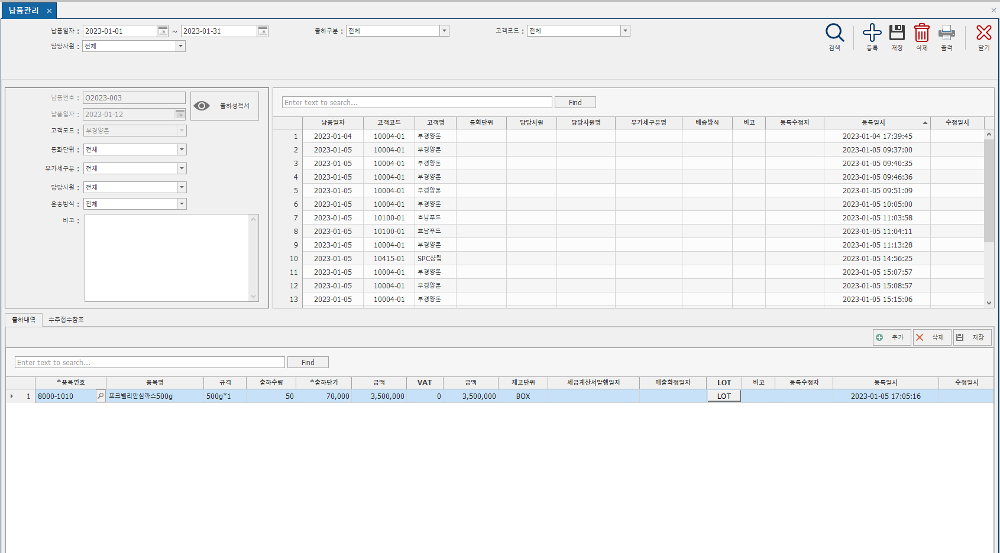 납품관리
납품일자 : 2023-01-01 ~ 2023-01-31 출하구분 : 전체 고객코드 : 전체
담당사원 : 전체
검색 등록 저장 삭제 출력 닫기
납품번호 : O2023-003 출하성적서
납품일자 : 2023-01-12
고객코드 : 부경양돈
통화단위 : 전체
부가세구분 : 전체
담당사원 : 전체
운송방식 : 전체
비고 :
Enter text to search... Find
납품일자 고객코드 고객명 통화단위 담당사원 담당사원명 부가세구분명 배송방식 비고 등록수정자 등록일시 수정일시
1 2023-01-04 10004-01 부경양돈 2023-01-04 17:39:45
2 2023-01-05 10004-01 부경양돈 2023-01-05 09:37:00
3 2023-01-05 10004-01 부경양돈 2023-01-05 09:40:35
4 2023-01-05 10004-01 부경양돈 2023-01-05 09:46:36
5 2023-01-05 10004-01 부경양돈 2023-01-05 09:51:09
6 2023-01-05 10004-01 부경양돈 2023-01-05 10:05:00
7 2023-01-05 10100-01 호남푸드 2023-01-05 11:03:58
8 2023-01-05 10100-01 호남푸드 2023-01-05 11:04:11
9 2023-01-05 10004-01 부경양돈 2023-01-05 11:13:28
10 2023-01-05 10415-01 SPC삼립 2023-01-05 14:56:25
11 2023-01-05 10004-01 부경양돈 2023-01-05 15:07:57
12 2023-01-05 10004-01 부경양돈 2023-01-05 15:08:57
13 2023-01-05 10004-01 부경양돈 2023-01-05 15:15:06
출하내역 수주접수참조
추가 삭제 저장
Enter text to search... Find
*품목번호 품목명 규격 출하수량 *출하단가 금액 VAT 금액 재고단위 세금계산서발행일자 매출확정일자 LOT 비고 등록수정자 등록일시 수정일시
1 8000-1010 포크밸리안심까스500g 500g*1 50 70,000 3,500,000 0 3,500,000 BOX LOT 2023-01-05 17:05:16